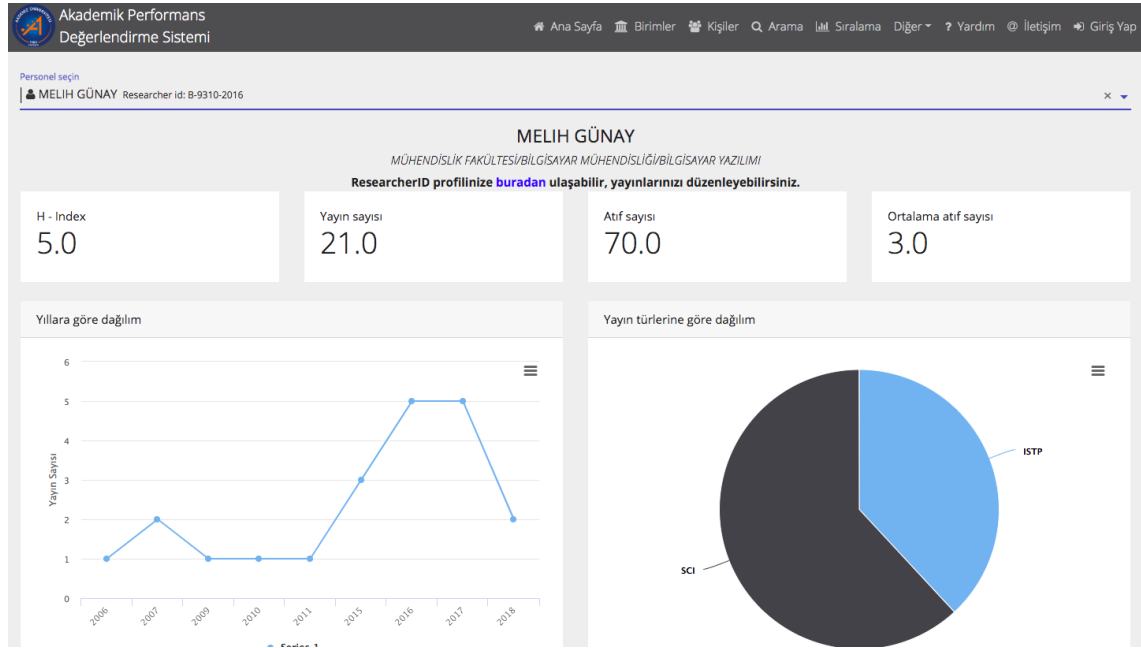 Akademik Performans
Değerlendirme Sistemi
Ana Sayfa Birimler Kişiler Arama Sıralama Diğer ? Yardım @ İletişim Giriş Yap
Personel seçin
MELIH GÜNAY Researcher id: B-9310-2016
MELIH GÜNAY
MÜHENDİSLİK FAKÜLTESİ/BİLGİSAYAR MÜHENDİSLİĞİ/BİLGİSAYAR YAZILIMI
ResearcherID profilinize buradan ulaşabilir, yayınlarınızı düzenleyebilirsiniz.
H - Index
5.0
Yayın sayısı
21.0
Atıf sayısı
70.0
Ortalama atıf sayısı
3.0
Yıllara göre dağılım
Yayın Sayısı
6
5
4
3
2
1
0
2006 2007 2009 2010 2011 2015 2016 2017 2018
Series 1
Yayın türlerine göre dağılım
ISTP
SCI